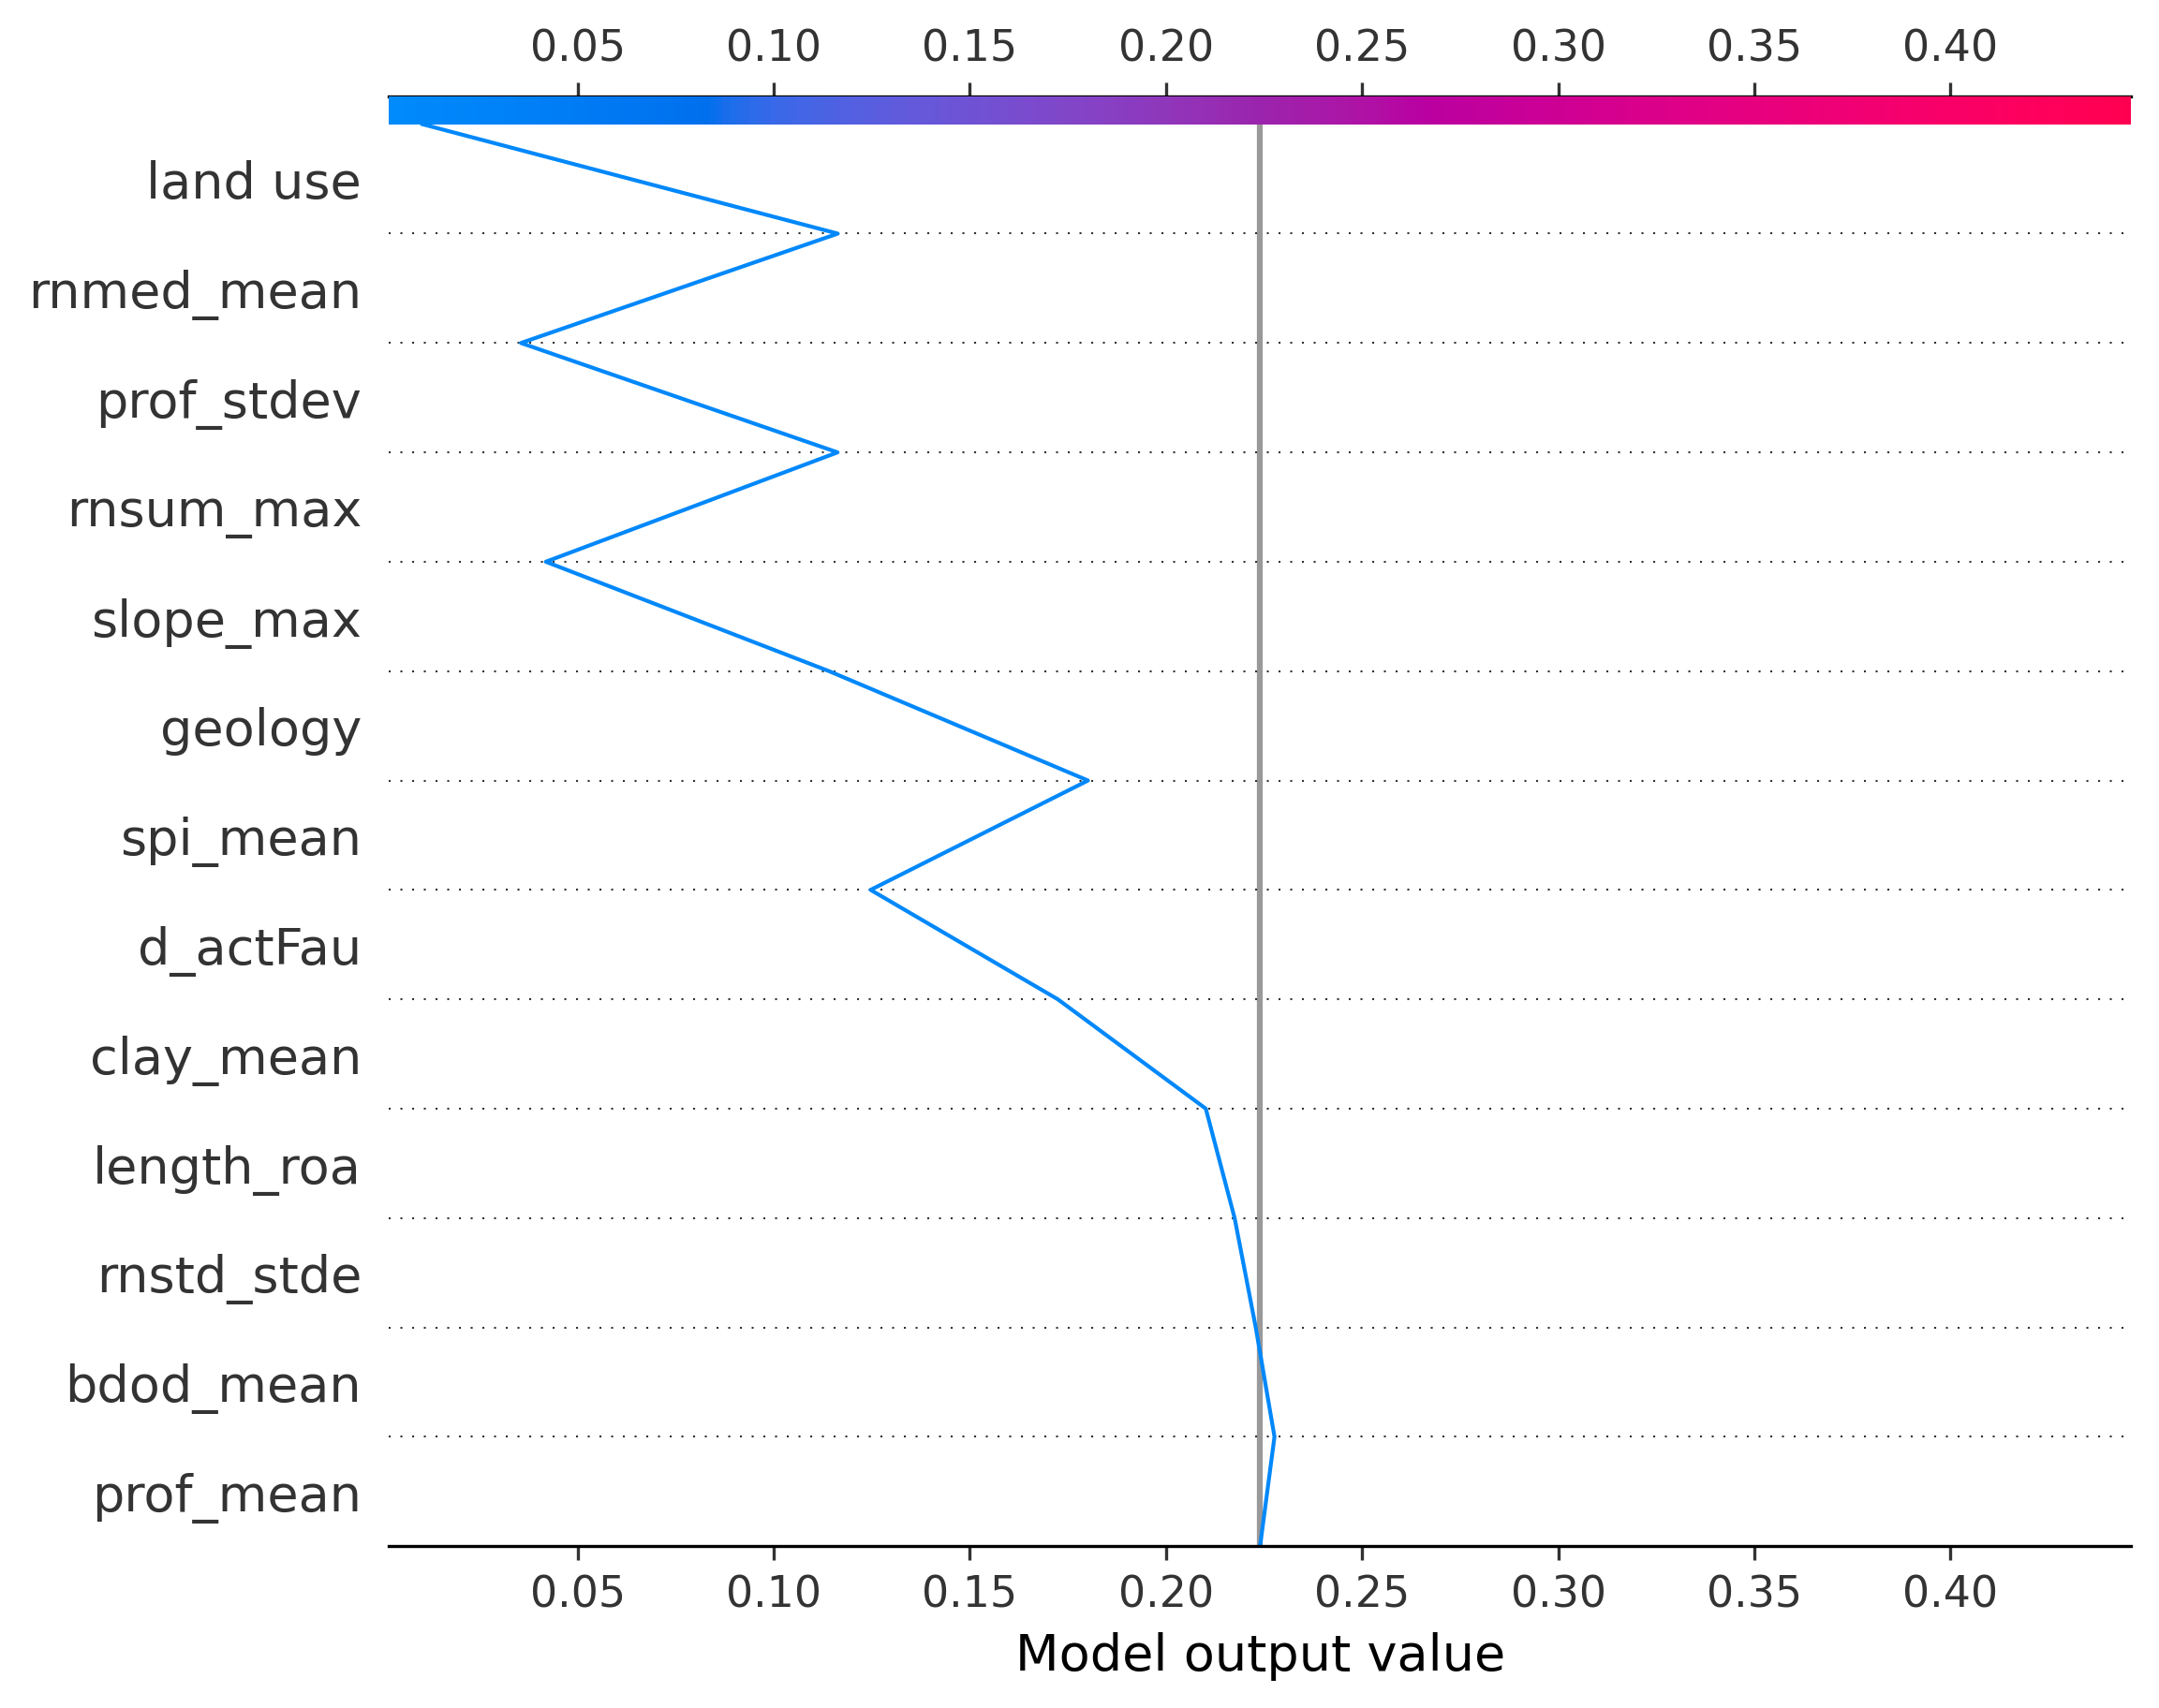 0.05 0.10 0.15 0.20 0.25 0.30 0.35 0.40
land use
rnmed_mean
prof_stdev
rnsum_max
slope_max
geology
spi_mean
d_actFau
clay_mean
length_roa
rnstd_stde
bdod_mean
prof_mean
0.05 0.10 0.15 0.20 0.25 0.30 0.35 0.40
Model output value